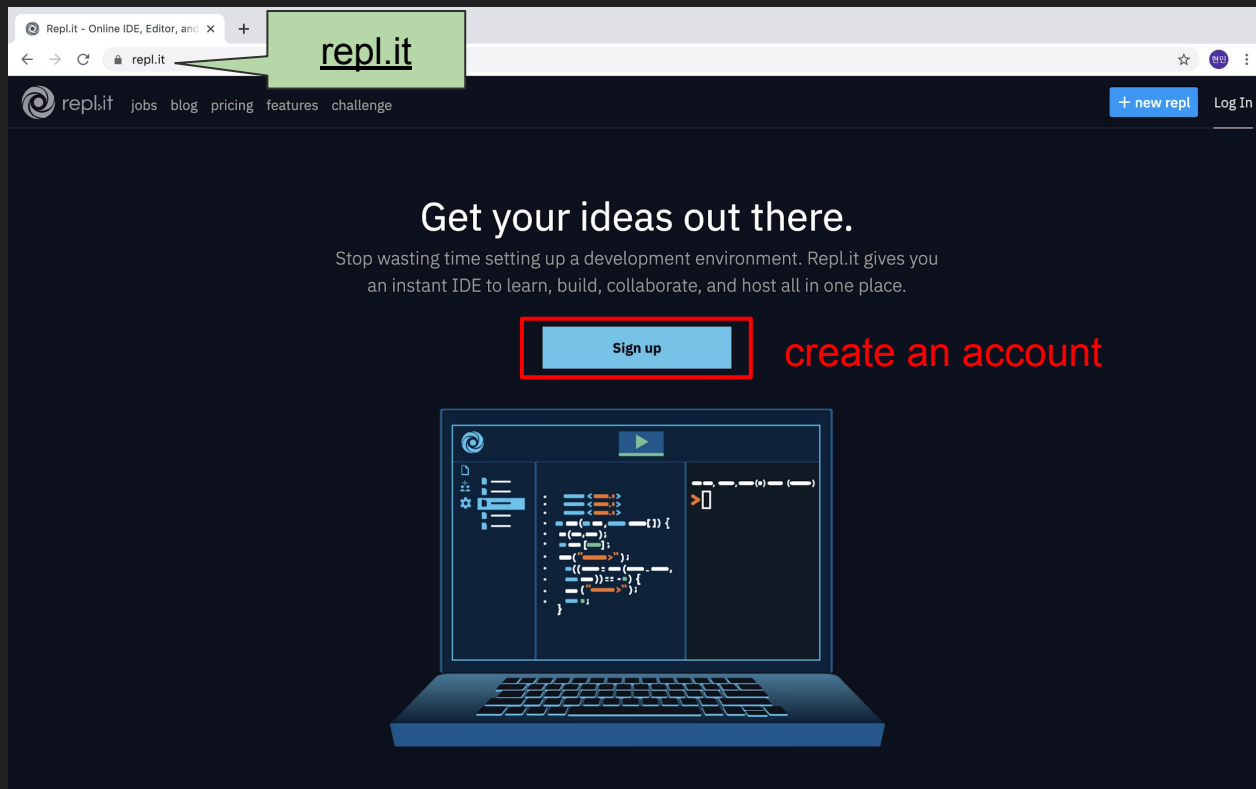 Repl.it - Online IDE, Editor, and
repl.it
repl.it
현민
repl.it jobs blog pricing features challenge
+ new repl Log In
Get your ideas out there.
Stop wasting time setting up a development environment. Repl.it gives you
an instant IDE to learn, build, collaborate, and host all in one place.
Sign up
create an account